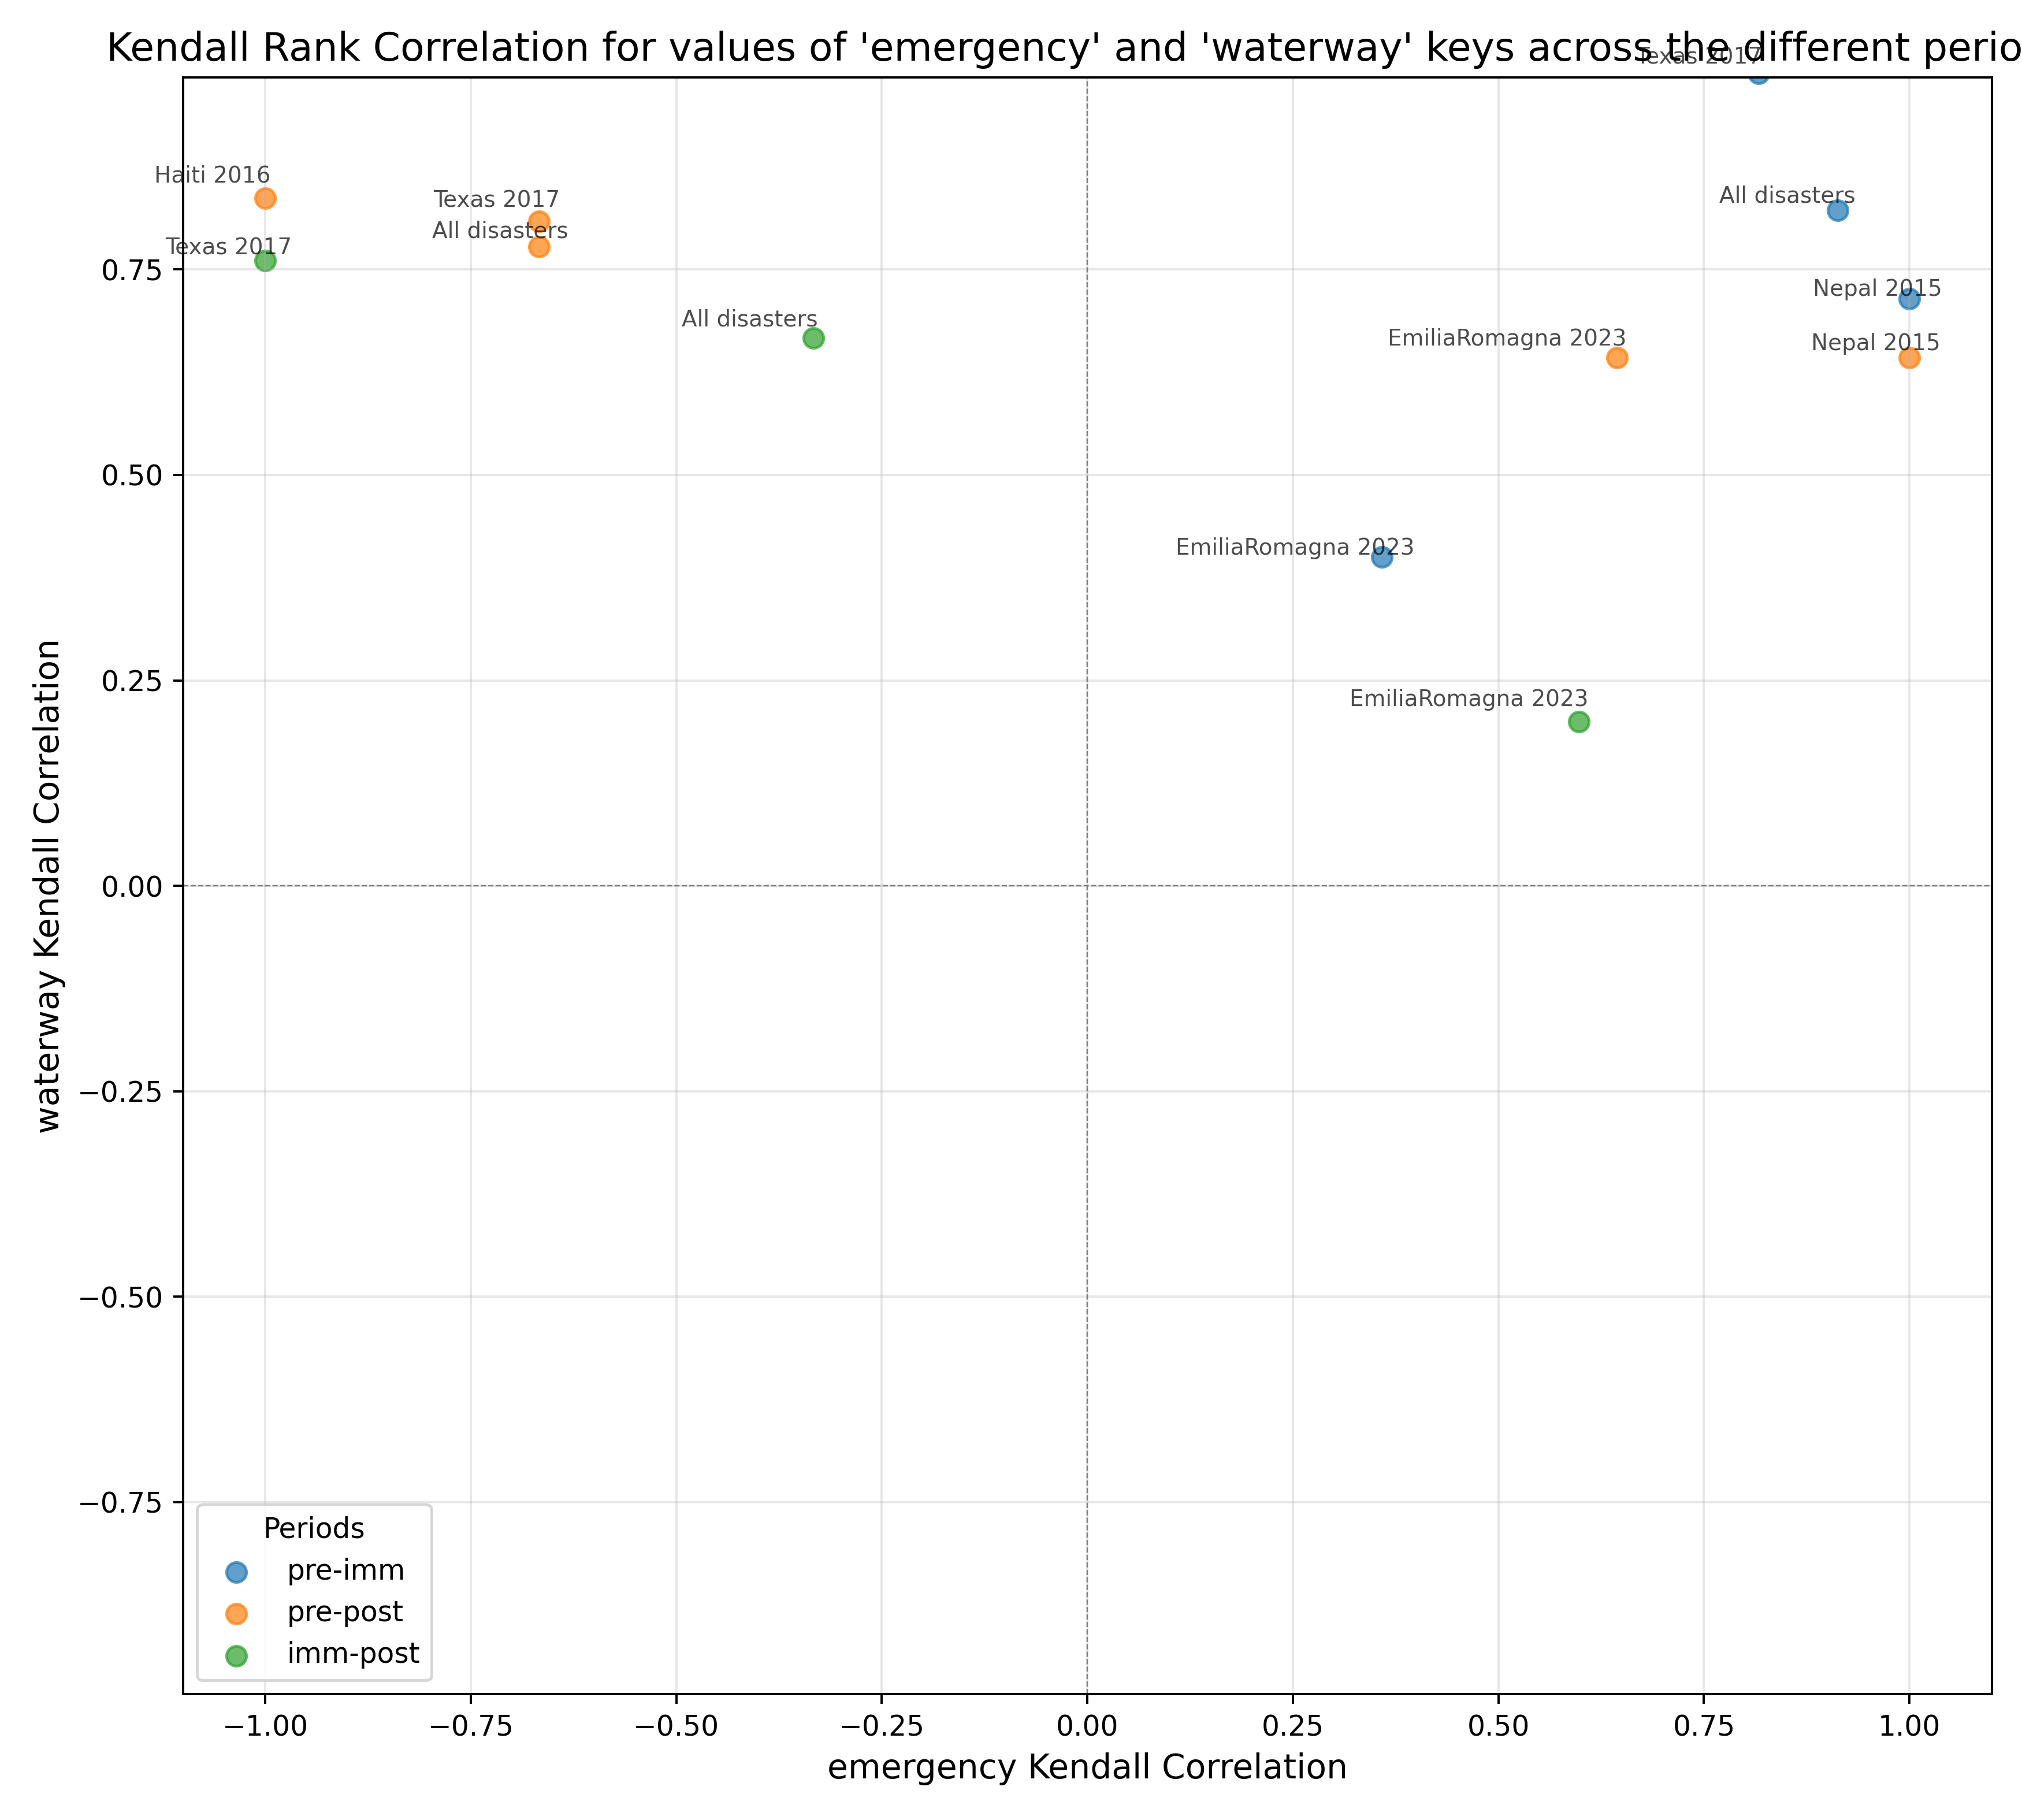 Kendall Rank Correlation for values of 'emergency' and 'waterway' keys across the different perio
Texas 2017
Haiti 2016
Texas 2017
All disasters
All disasters
Texas 2017
Nepal 2015
All disasters
EmiliaRomagna 2023
Nepal 2015
EmiliaRomagna 2023
EmiliaRomagna 2023
waterway Kendall Correlation
0.75
0.50
0.25
0.00
−0.25
−0.50
−0.75
Periods
pre-imm
pre-post
imm-post
−1.00 −0.75 −0.50 −0.25 0.00 0.25 0.50 0.75 1.00
emergency Kendall Correlation